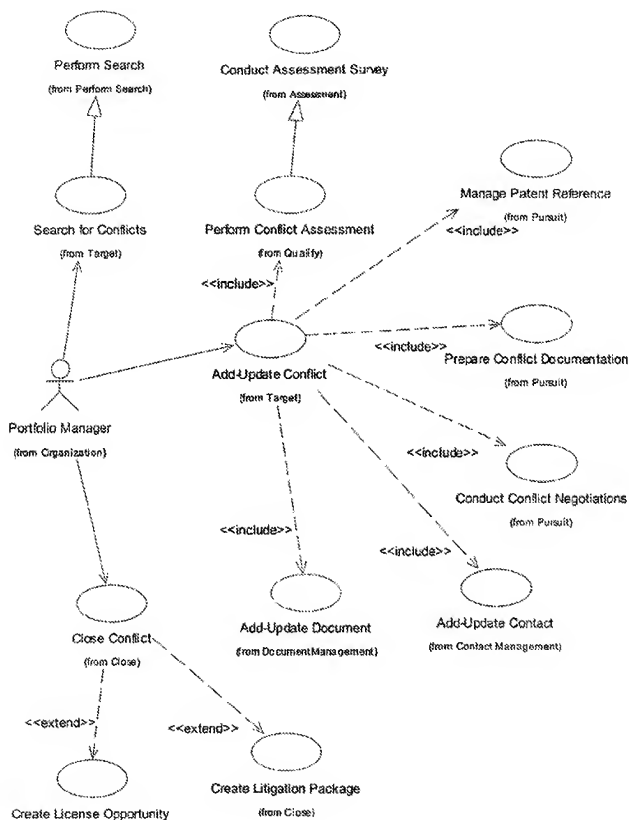 Perform Search
(from Perform Search)
Conduct Assessment Survey
(from Assessment)
Manage Patent Reference
(from Pursuit)
Search for Conflicts
(from Target)
Perform Conflict Assessment
(from Qualify)
<<include>>
<<include>>
<<include>>
Prepare Conflict Documentation
(from Pursuit)
Add-Update Conflict
(from Target)
Portfolio Manager
(from Organization)
<<include>>
Conduct Conflict Negotiations
(from Pursuit)
<<include>>
<<include>>
Close Conflict
(from Close)
Add-Update Document
(from Document Management)
Add-Update Contact
(from Contact Management)
<<extend>>
<<extend>>
Create Litigation Package
(from Close)
Create License Opportunity